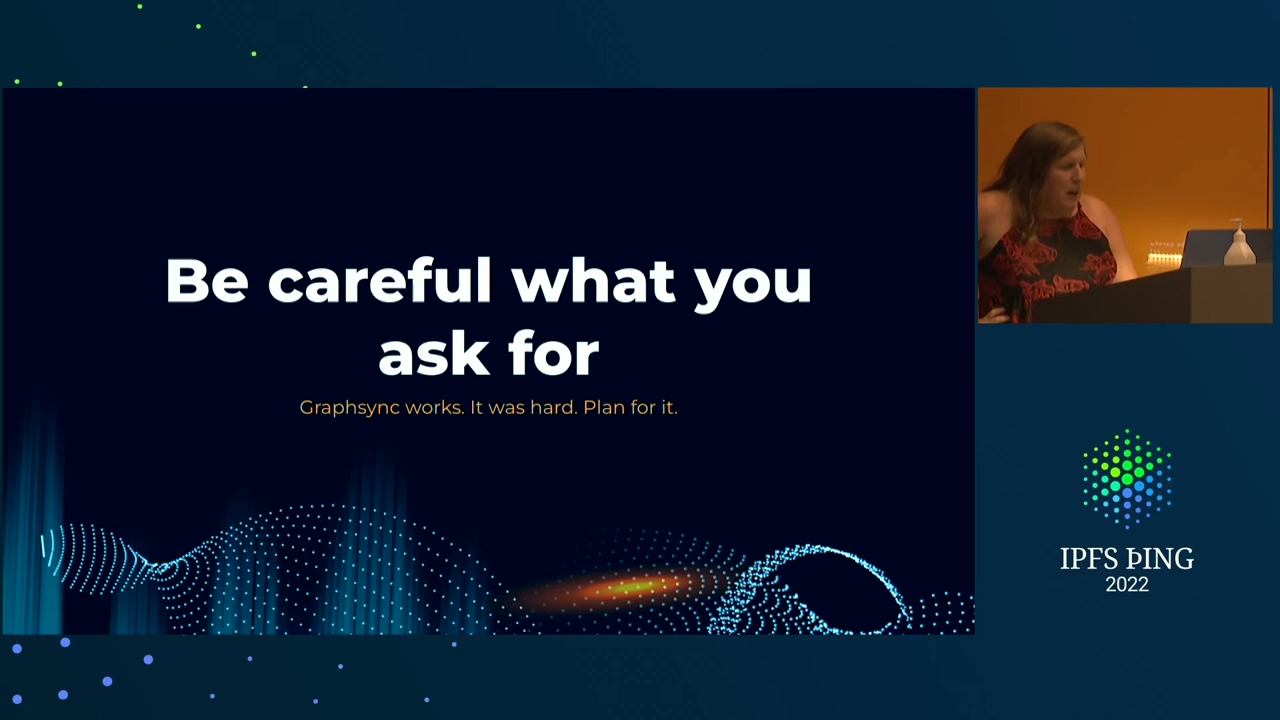 Be careful what you
ask for
Graphsync works. It was hard. Plan for it.
IPFS ÞING
2022